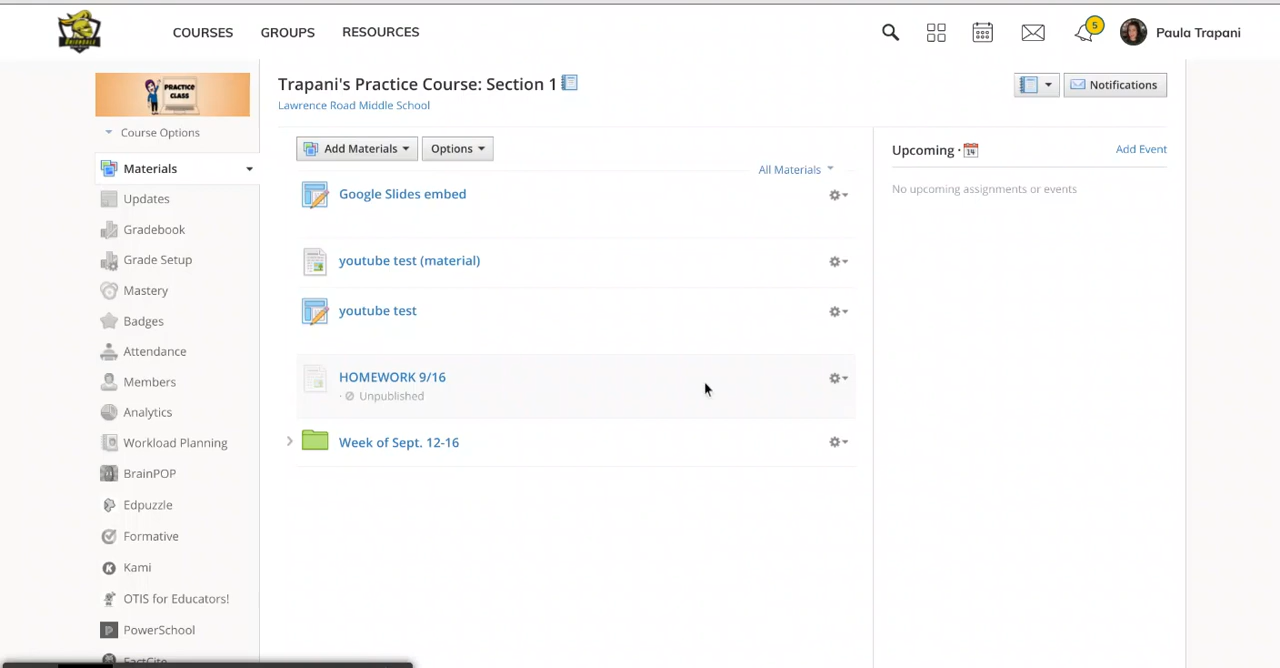 COURSES
GROUPS
RESOURCES
5
Paula Trapani
PRACTICE
CLASS
Course Options
Materials
Updates
Gradebook
Grade Setup
Mastery
Badges
Attendance
Members
Analytics
Workload Planning
BrainPOP
Edpuzzle
Formative
Kami
OTIS for Educators!
PowerSchool
FactCite
Trapani's Practice Course: Section 1
Lawrence Road Middle School
Notifications
Add Materials
Options
All Materials
Google Slides embed
youtube test (material)
youtube test
HOMEWORK 9/16
· Unpublished
Week of Sept. 12-16
Upcoming ·
14
Add Event
No upcoming assignments or events